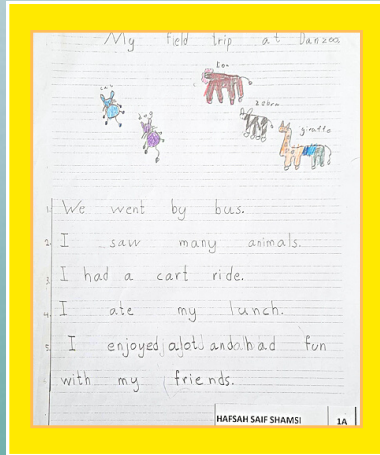 My field trip at Danzoo
cat
dog
lion
zebra
giraffe
1. We went by bus.
2. I saw many animals.
3. I had a cart ride.
4. I ate my lunch.
5. I enjoyed alot and had fun
with my friends.
HAFSAH SAIF SHAMSI 1A